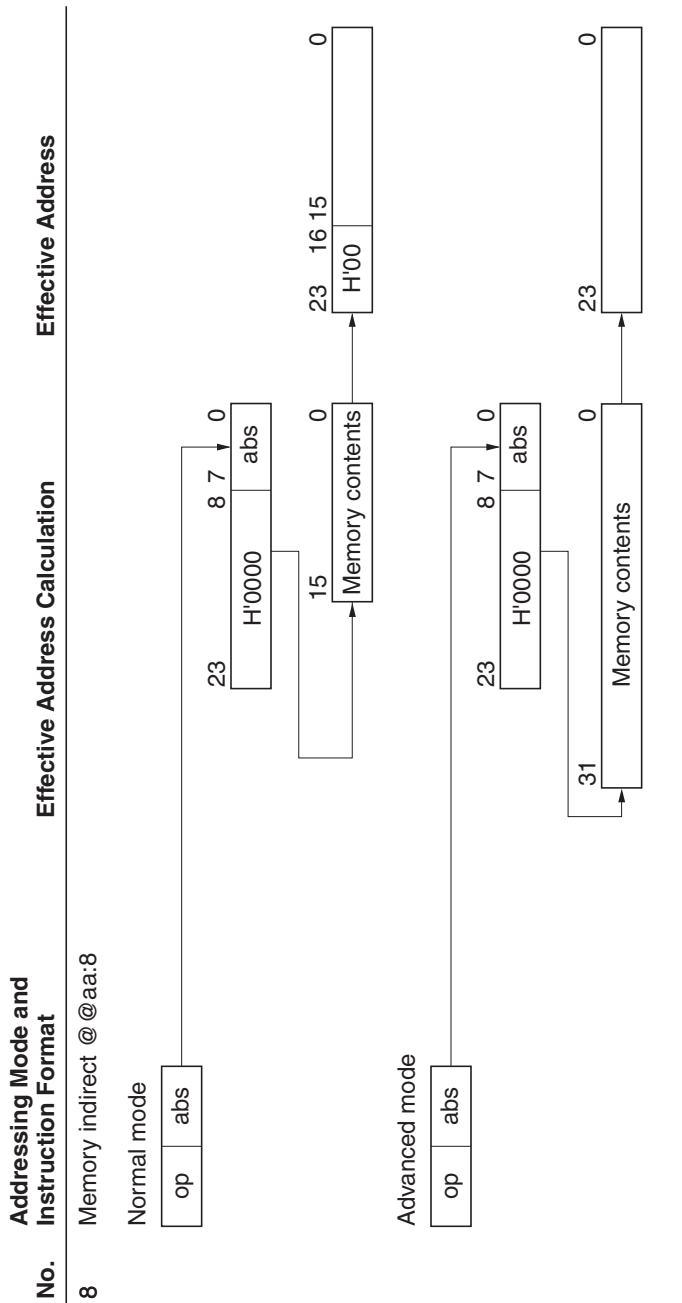 Addressing Mode and
No. Instruction Format Effective Address Calculation Effective Address
8 Memory indirect @@aa:8
Normal mode
op abs
23 8 7 0
H'0000 abs
15 0
Memory contents
23 16 15 0
H'00
Advanced mode
op abs
23 8 7 0
H'0000 abs
31 0
Memory contents
23 0